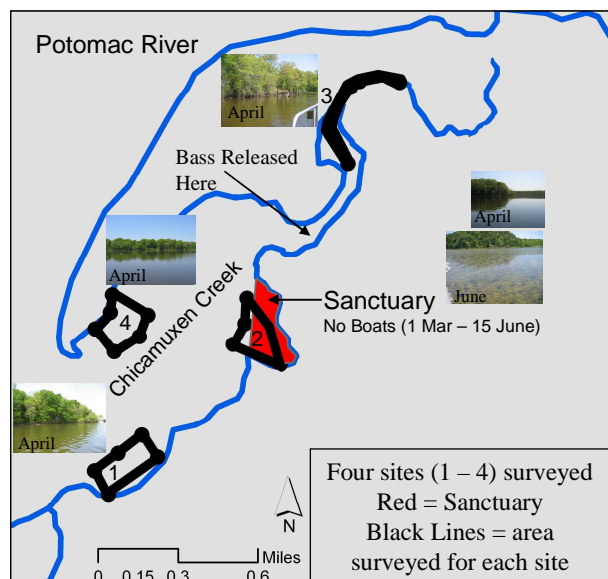 Potomac River
April
3
Bass Released
Here
April
April
June
April
4
Chicamuxen Creek
Sanctuary
No Boats (1 Mar – 15 June)
2
April
1
Four sites (1 – 4) surveyed
Red = Sanctuary
Black Lines = area
surveyed for each site
N
Miles
0 0.15 0.3 0.6